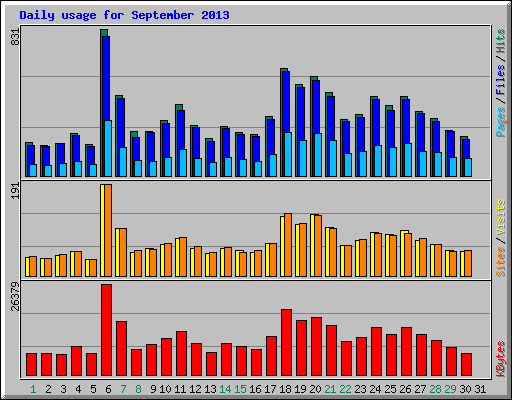 Daily usage for September 2013
831
Pages / Files / Hits
191
Sites / Visits
26379
KBytes
1 2 3 4 5 6 7 8 9 10 11 12 13 14 15 16 17 18 19 20 21 22 23 24 25 26 27 28 29 30 31